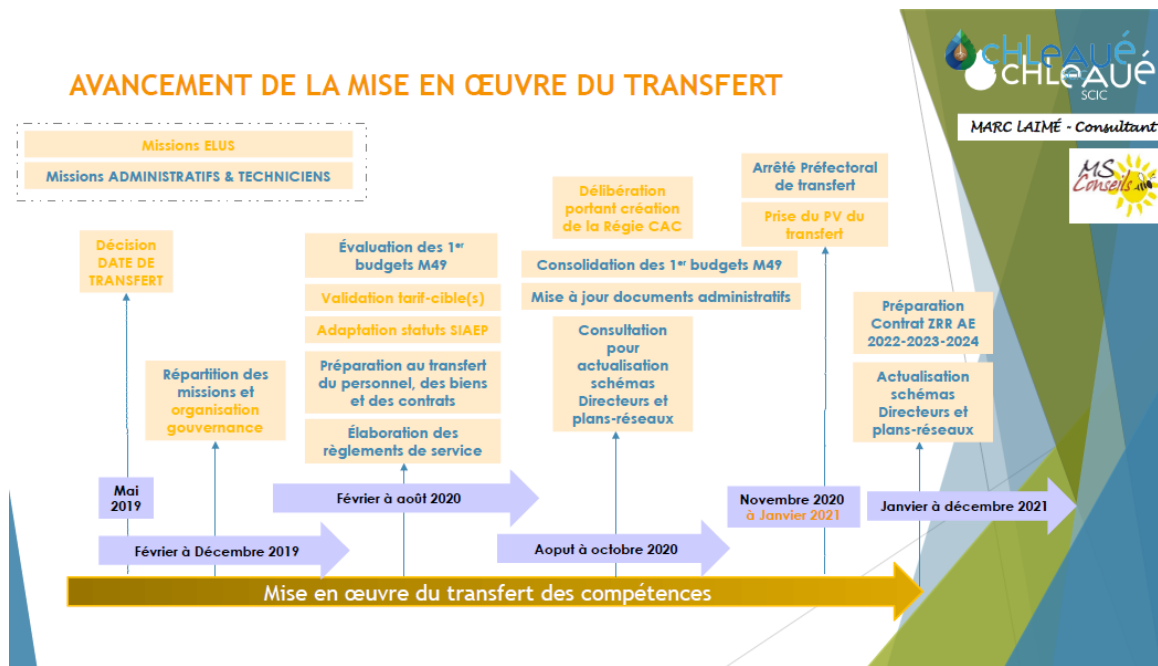 CHLEAUÉ
CHLEAUÉ
SCIC
AVANCEMENT DE LA MISE EN ŒUVRE DU TRANSFERT
MARC LAIMÉ - Consultant
MS
Conseils
Missions ELUS
Missions ADMINISTRATIFS & TECHNICIENS
Décision
DATE DE
TRANSFERT
Répartition des
missions et
organisation
gouvernance
Évaluation des 1er
budgets M49
Validation tarif-cible(s)
Adaptation statuts SIAEP
Préparation au transfert
du personnel, des biens
et des contrats
Élaboration des
règlements de service
Délibération
portant création
de la Régie CAC
Consolidation des 1er budgets M49
Mise à jour documents administratifs
Consultation
pour
actualisation
schémas
Directeurs et
plans-réseaux
Arrêté Préfectoral
de transfert
Prise du PV du
transfert
Préparation
Contrat ZRR AE
2022-2023-2024
Actualisation
schémas
Directeurs et
plans-réseaux
Mai
2019
Février à Décembre 2019
Février à août 2020
Aoput à octobre 2020
Novembre 2020
à Janvier 2021
Janvier à décembre 2021
Mise en œuvre du transfert des compétences